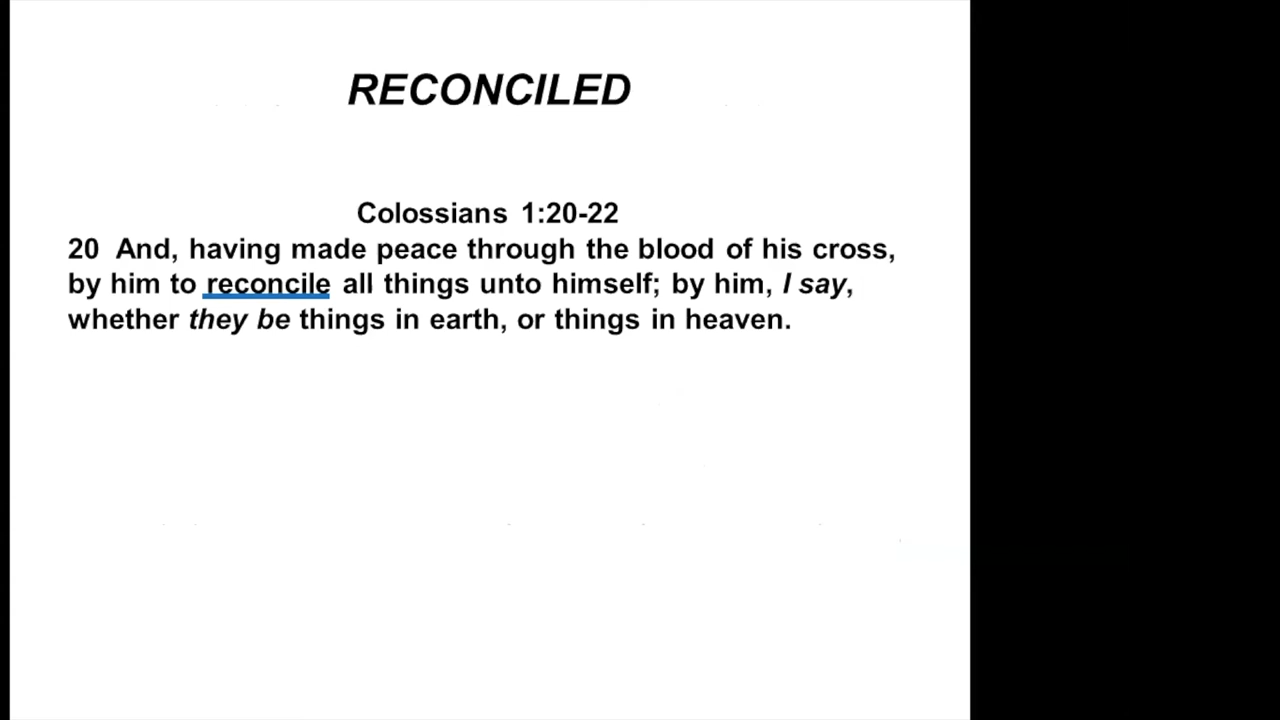 RECONCILED
Colossians 1:20-22
20 And, having made peace through the blood of his cross,
by him to reconcile all things unto himself; by him, I say,
whether they be things in earth, or things in heaven.